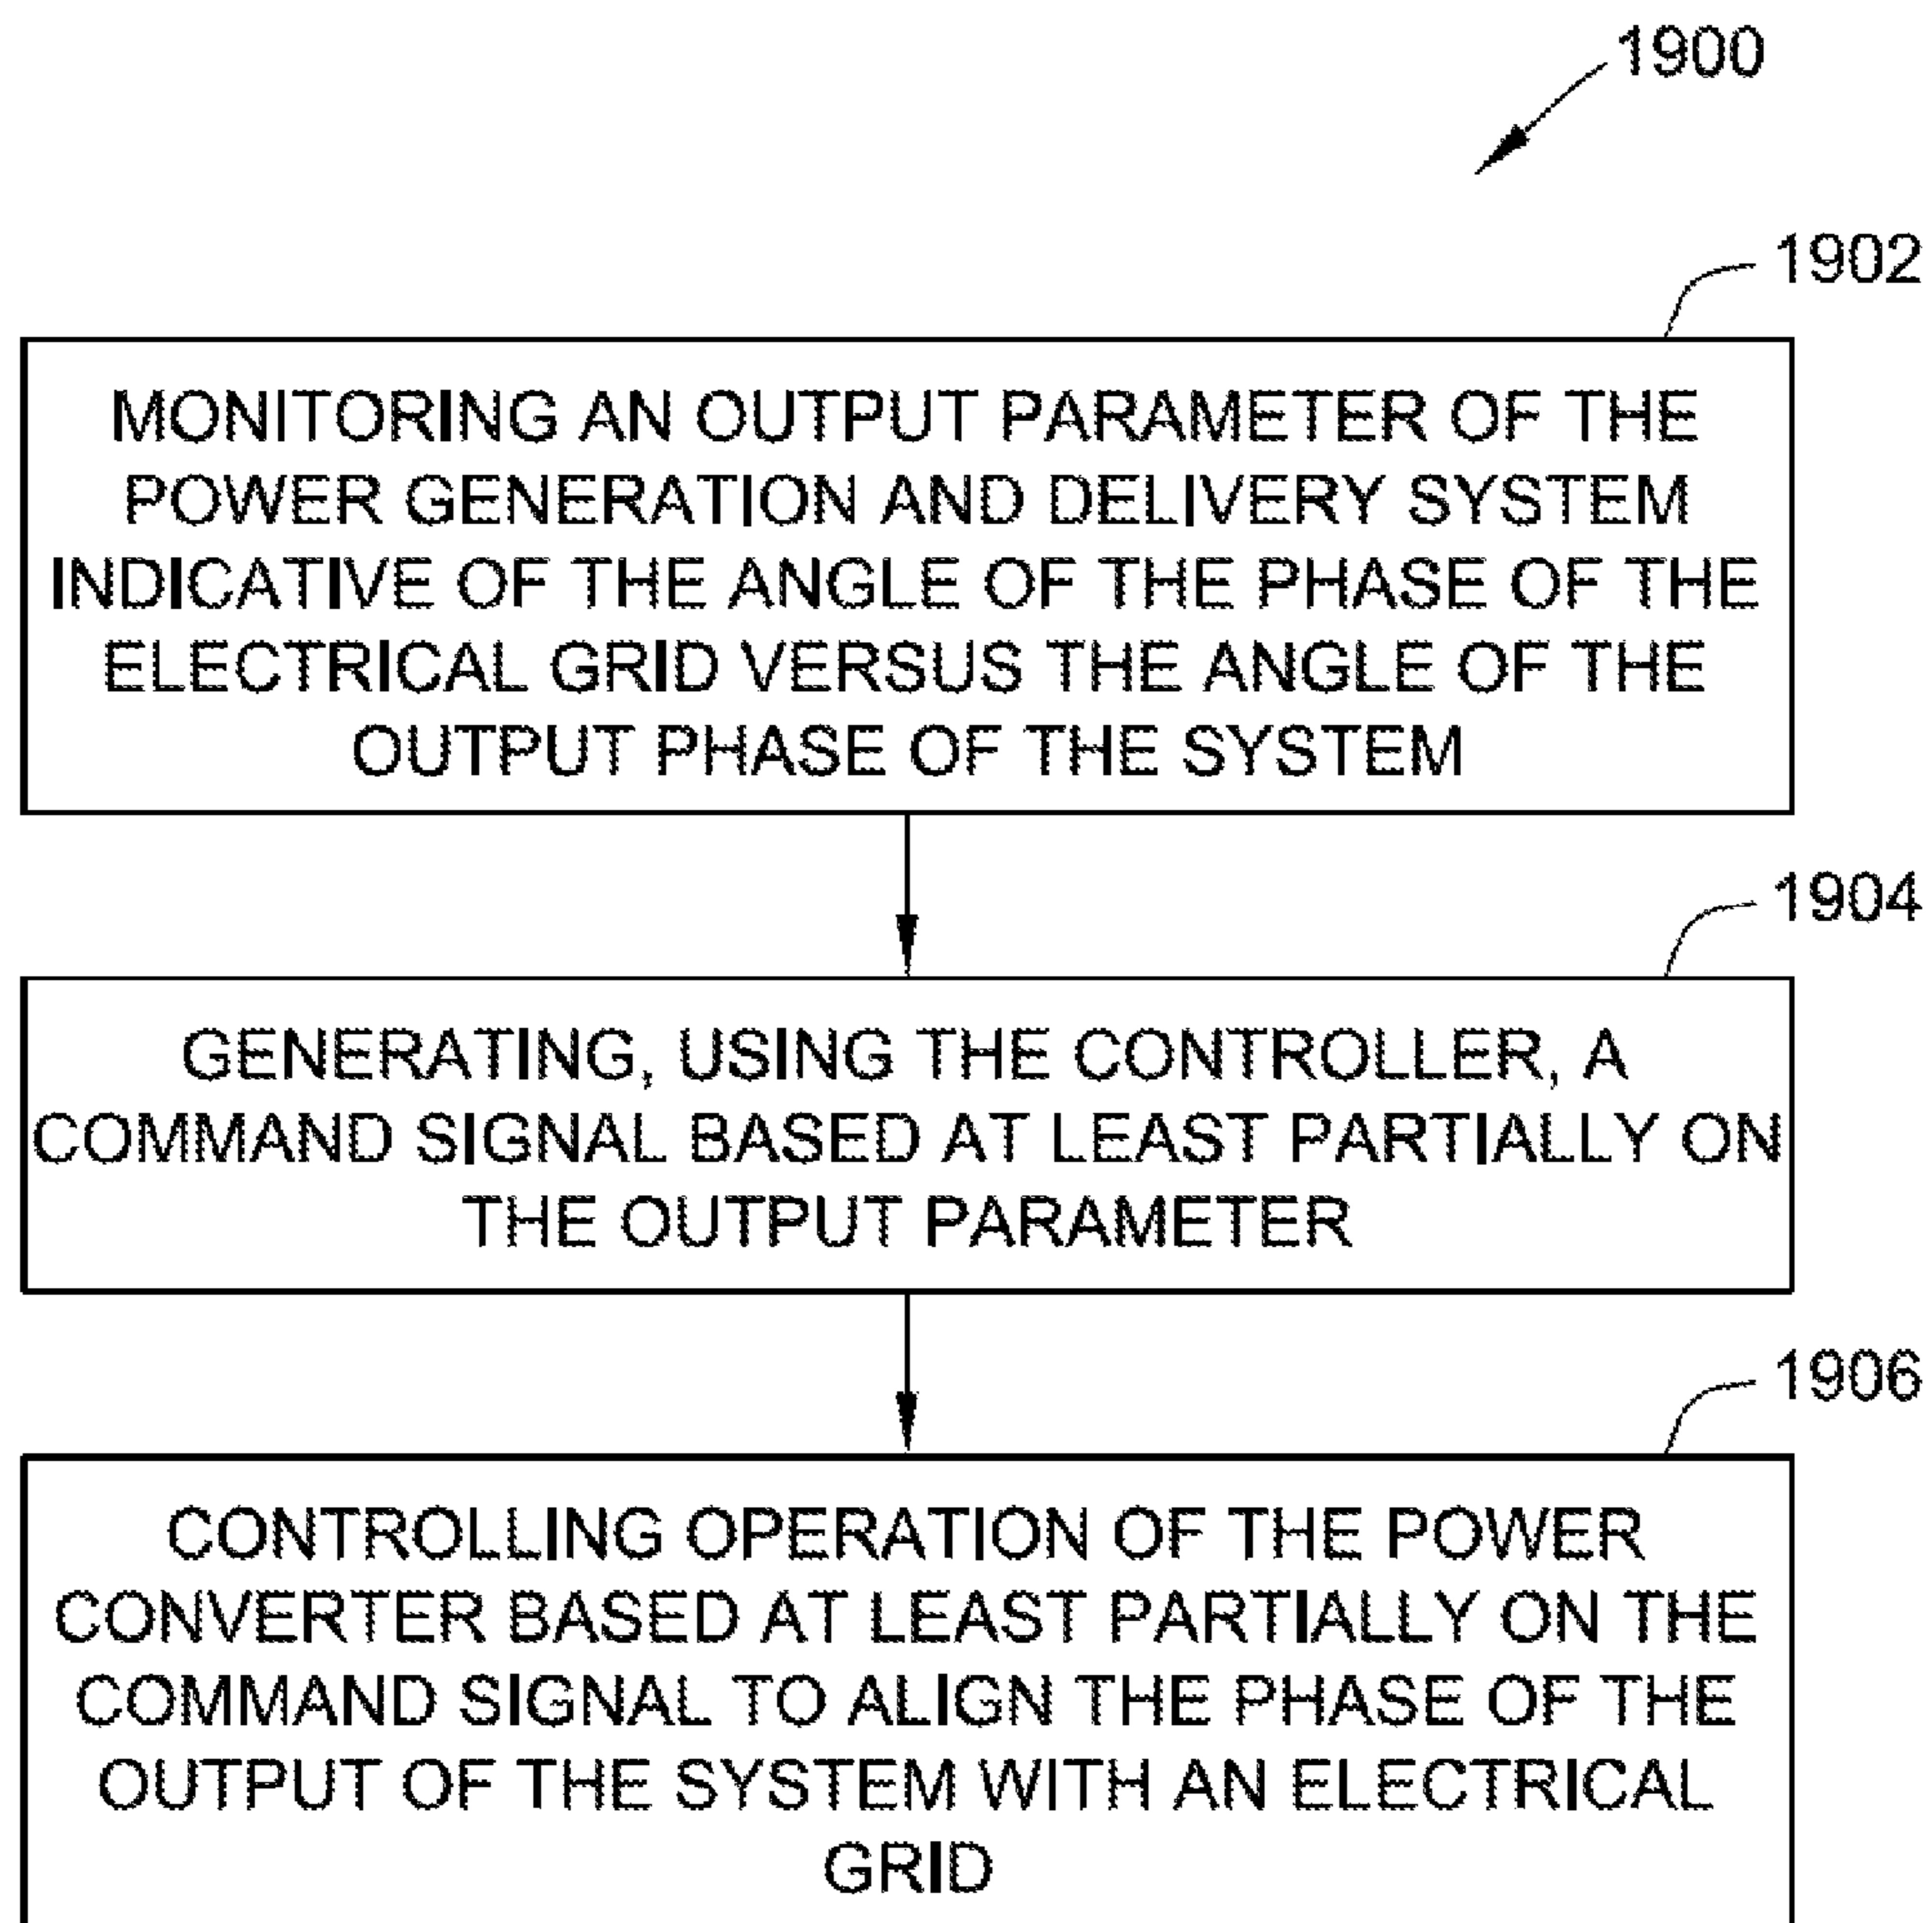 1900
1902
MONITORING AN OUTPUT PARAMETER OF THE
POWER GENERATION AND DELIVERY SYSTEM
INDICATIVE OF THE ANGLE OF THE PHASE OF THE
ELECTRICAL GRID VERSUS THE ANGLE OF THE
OUTPUT PHASE OF THE SYSTEM
1904
GENERATING, USING THE CONTROLLER, A
COMMAND SIGNAL BASED AT LEAST PARTIALLY ON
THE OUTPUT PARAMETER
1906
CONTROLLING OPERATION OF THE POWER
CONVERTER BASED AT LEAST PARTIALLY ON THE
COMMAND SIGNAL TO ALIGN THE PHASE OF THE
OUTPUT OF THE SYSTEM WITH AN ELECTRICAL
GRID